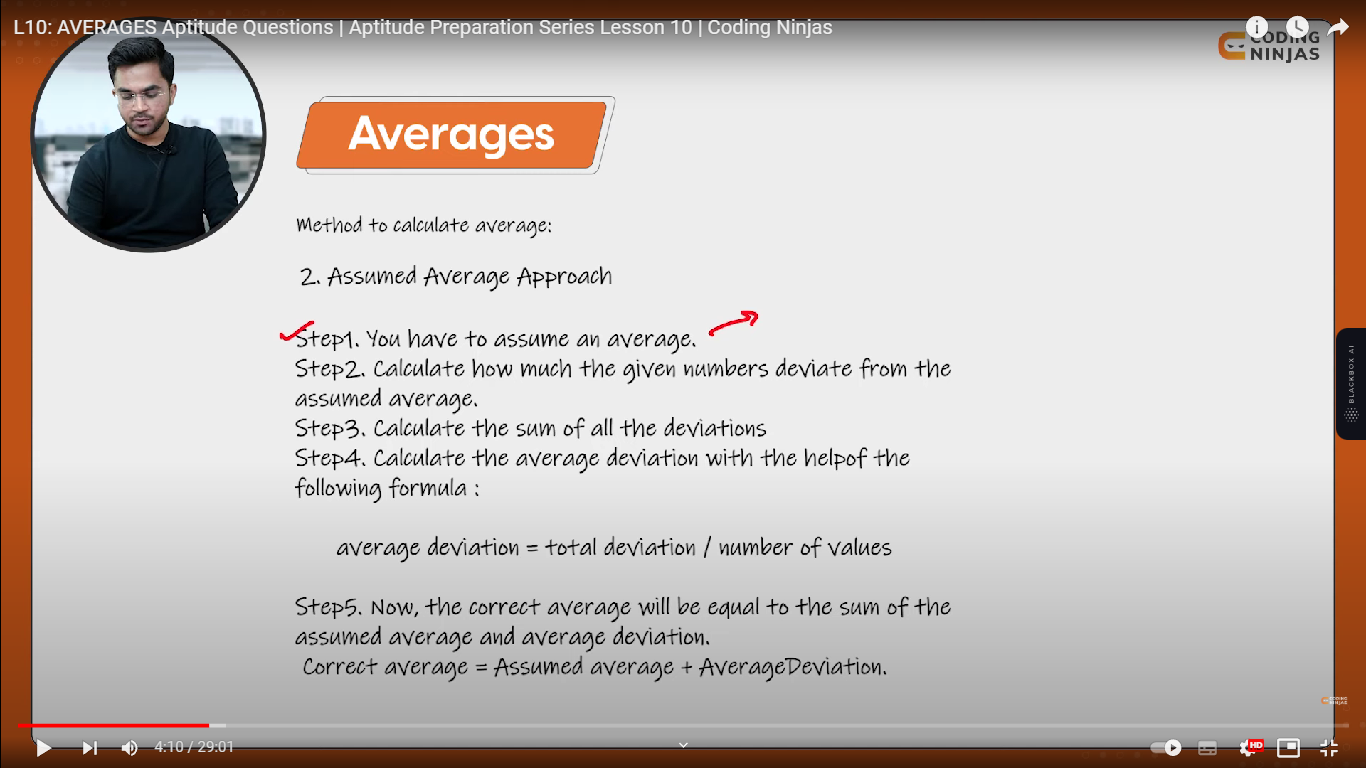 L10: AVERAGES Aptitude Questions | Aptitude Preparation Series Lesson 10 | Coding Ninjas
CODING
NINJAS
Averages
Method to calculate average:
2. Assumed Average Approach
Step1. You have to assume an average.
Step2. Calculate how much the given numbers deviate from the
assumed average.
Step3. Calculate the sum of all the deviations
Step4. Calculate the average deviation with the helpof the
following formula :
average deviation = total deviation / number of values
Step5. Now, the correct average will be equal to the sum of the
assumed average and average deviation.
Correct average = Assumed average + AverageDeviation.
BLACKBOX AI
CODING
NINJAS
4:10 / 29:01
HD